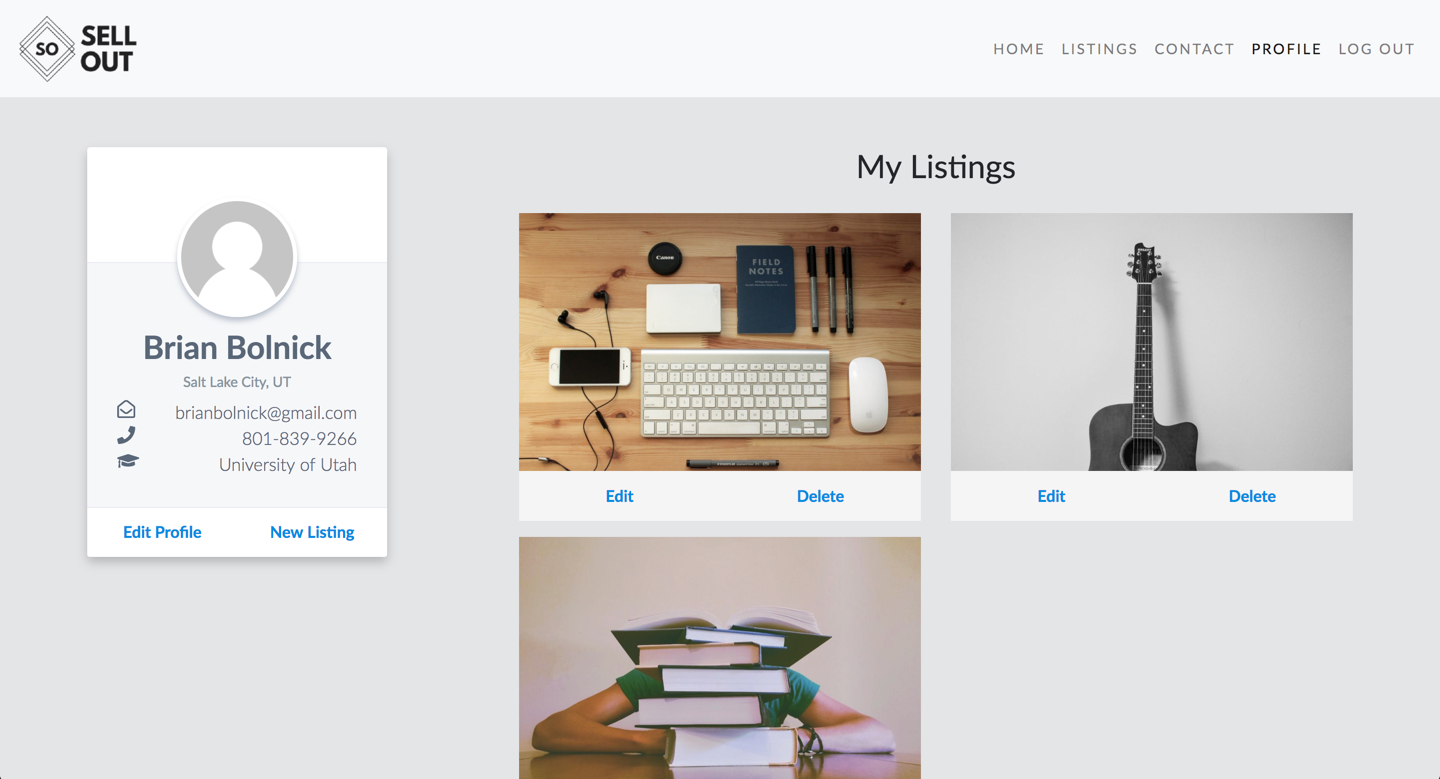 SO
SELL
OUT
HOME LISTINGS CONTACT PROFILE LOG OUT
Brian Bolnick
Salt Lake City, UT
brianbolnick@gmail.com
801-839-9266
University of Utah
Edit Profile New Listing
My Listings
Canon
FIELD
NOTES
Edit Delete
Edit Delete